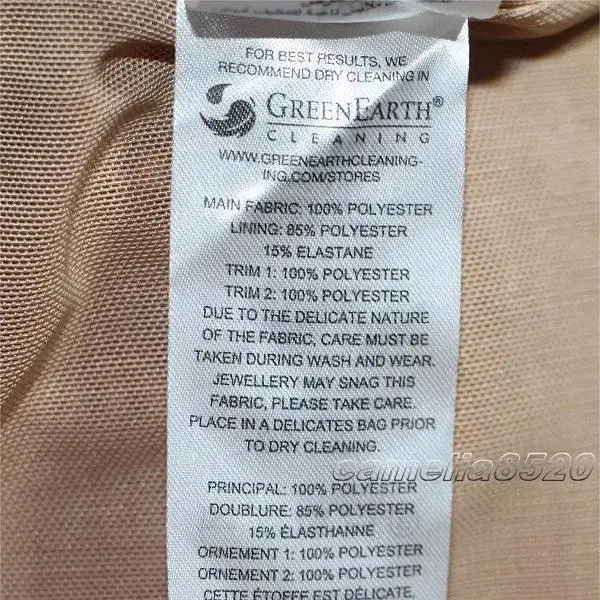 FOR BEST RESULTS, WE
RECOMMEND DRY CLEANING IN
GREENEARTH®
CLEANING
WWW.GREENEARTHCLEANING-
ING.COM/STORES
MAIN FABRIC: 100% POLYESTER
LINING: 85% POLYESTER
15% ELASTANE
TRIM 1: 100% POLYESTER
TRIM 2: 100% POLYESTER
DUE TO THE DELICATE NATURE
OF THE FABRIC, CARE MUST BE
TAKEN DURING WASH AND WEAR.
JEWELLERY MAY SNAG THIS
FABRIC, PLEASE TAKE CARE.
PLACE IN A DELICATES BAG PRIOR
TO DRY CLEANING.
camelia8520
PRINCIPAL: 100% POLYESTER
DOUBLURE: 85% POLYESTER
15% ÉLASTHANNE
ORNEMENT 1: 100% POLYESTER
ORNEMENT 2: 100% POLYESTER
CETTE ÉTOFFE EST DÉLICATE.